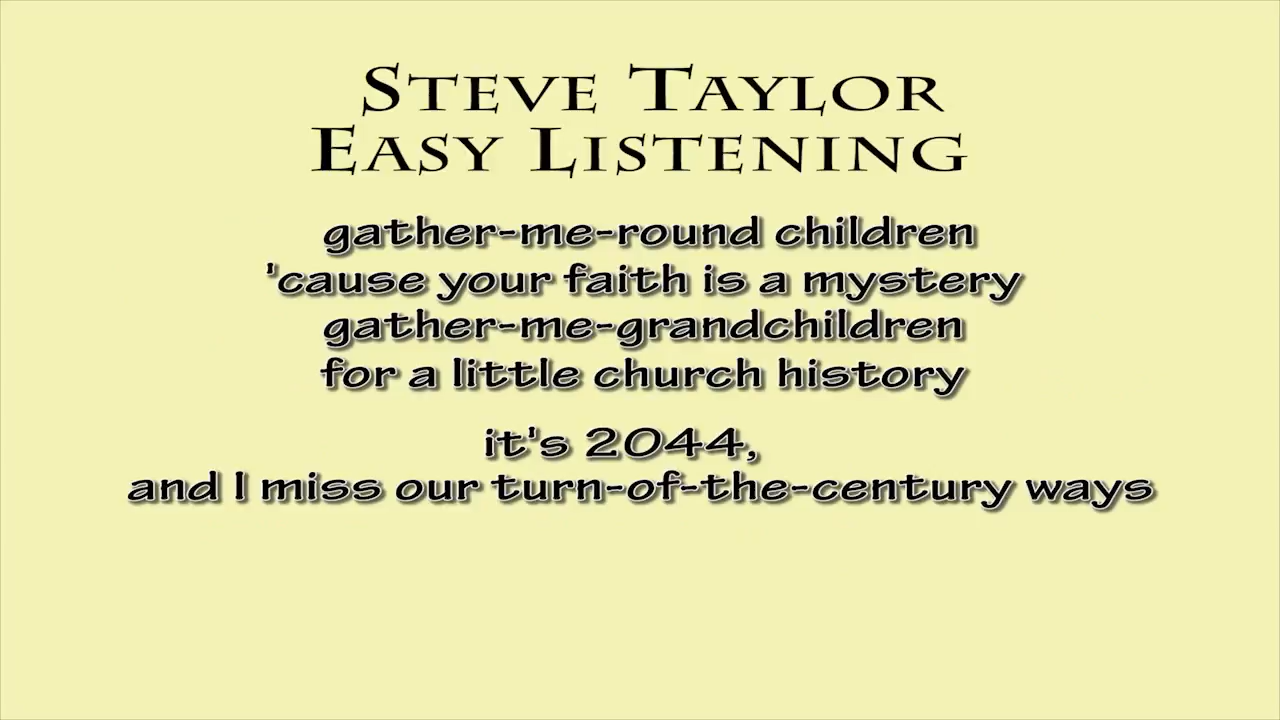 STEVE TAYLOR
EASY LISTENING
gather-me-round children
'cause your faith is a mystery
gather-me-grandchildren
for a little church history
it's 2044,
and I miss our turn-of-the-century ways